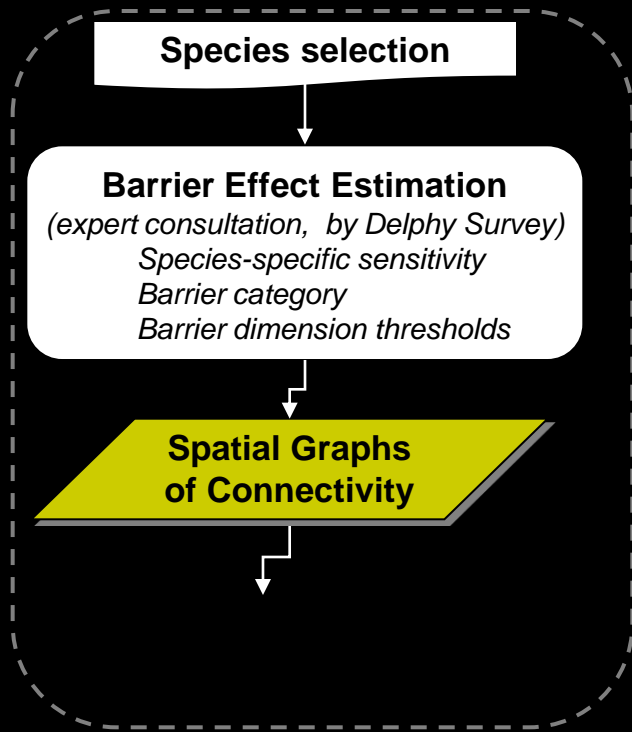 Species selection
Barrier Effect Estimation
(expert consultation, by Delphy Survey)
Species-specific sensitivity
Barrier category
Barrier dimension thresholds
Spatial Graphs
of Connectivity